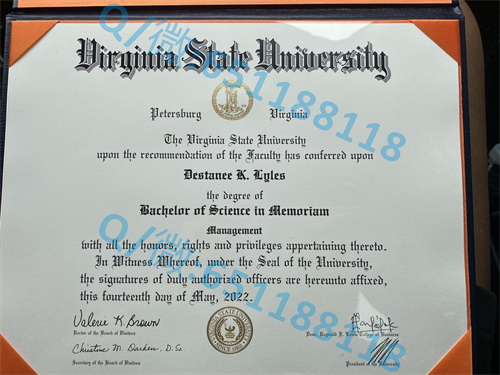 Virginia State University
Petersburg Virginia
The Virginia State University
upon the recommendation of the Faculty has conferred upon
Destanee K. Lyles
the degree of
Bachelor of Science in Memoriam
Management
with all the honors, rights and privileges appertaining thereto.
In Witness Whereof, under the Seal of the University,
the signatures of duly authorized officers are hereunto affixed,
this fourteenth day of May, 2022.
Valerie K. Brown
Rector of the Board of Visitors
Christine M. Darden, D.Sc.
Secretary of the Board of Visitors
President of the University
Q/微:651188118
Q/微:651188118